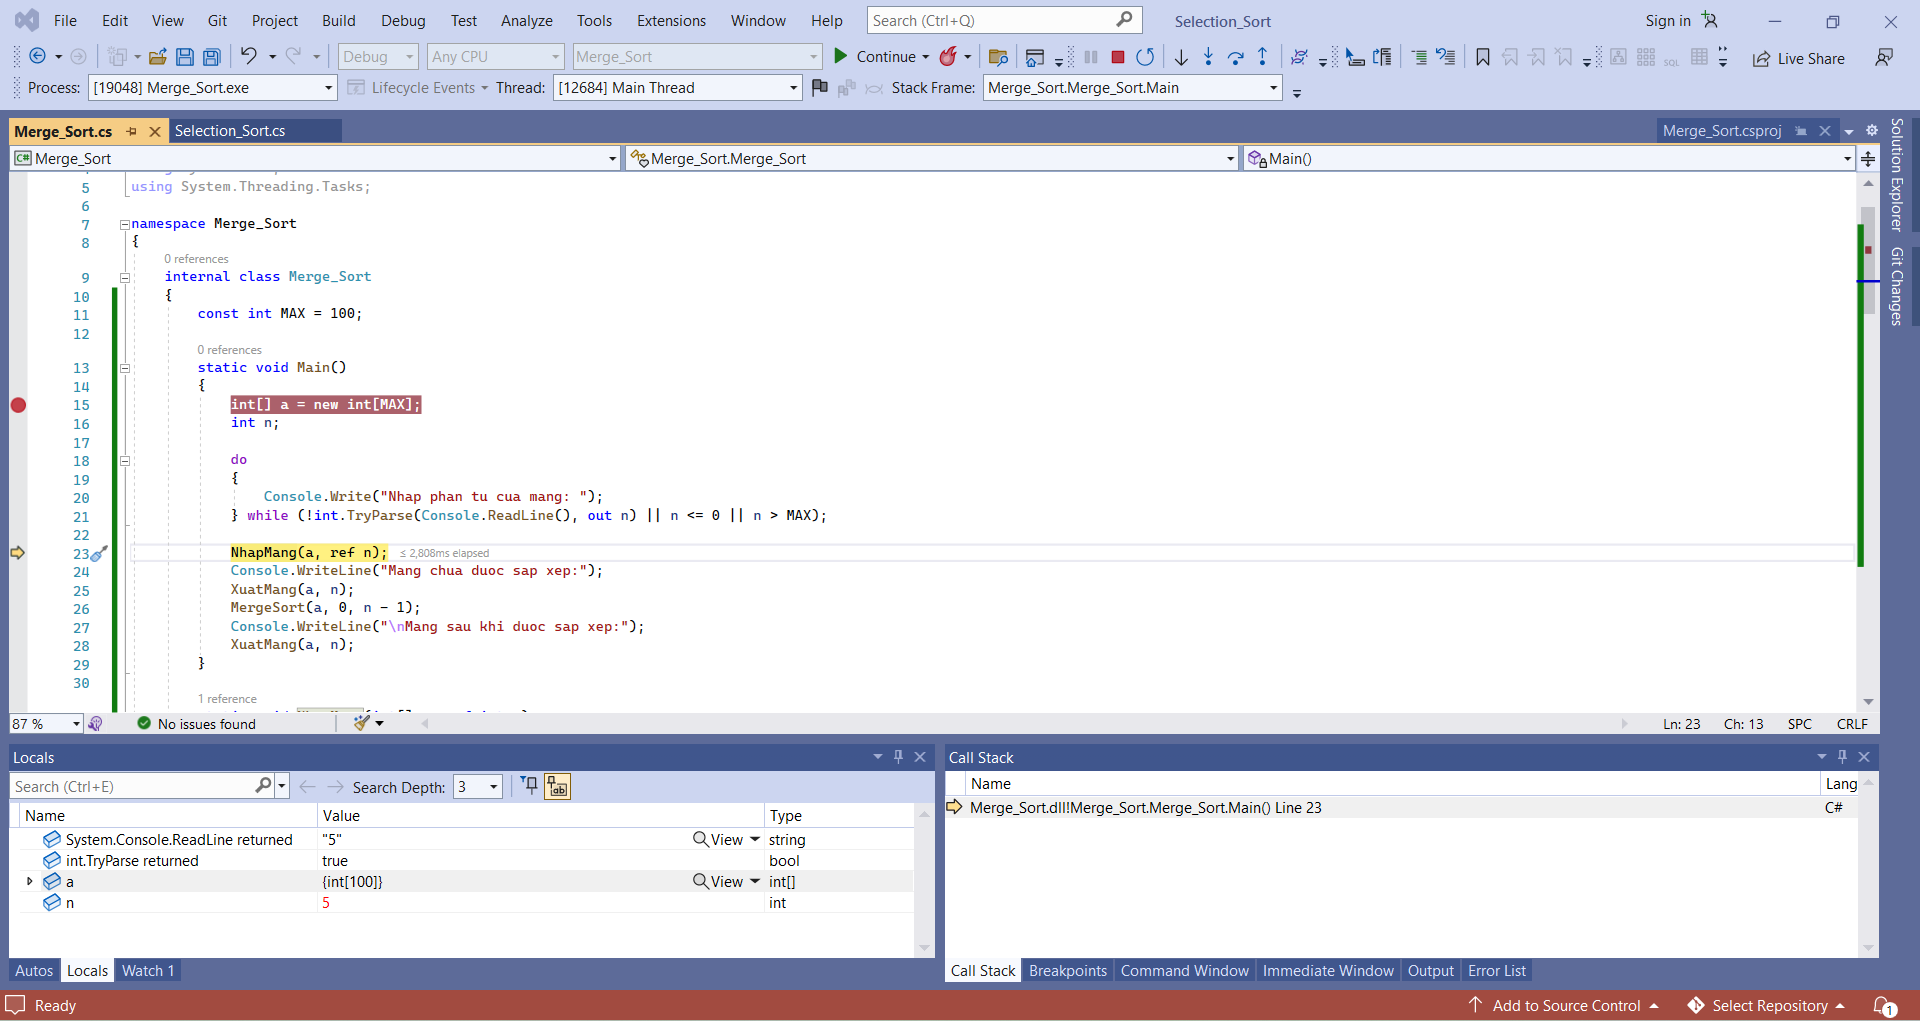 File Edit View Git Project Build Debug Test Analyze Tools Extensions Window Help Search (Ctrl+Q) Selection_Sort Sign in
Debug Any CPU Merge_Sort Continue Live Share
Process: [19048] Merge_Sort.exe Lifecycle Events Thread: [12684] Main Thread Stack Frame: Merge_Sort.Merge_Sort.Main
Merge_Sort.cs Selection_Sort.cs Merge_Sort.csproj
Merge_Sort Merge_Sort.Merge_Sort Main()
Solution Explorer
Git Changes
5 using System.Threading.Tasks;
6
7 namespace Merge_Sort
8 {
0 references
9 internal class Merge_Sort
10 {
11 const int MAX = 100;
12
0 references
13 static void Main()
14 {
15 int[] a = new int[MAX];
16 int n;
17
18 do
19 {
20 Console.Write("Nhap phan tu cua mang: ");
21 } while (!int.TryParse(Console.ReadLine(), out n) || n <= 0 || n > MAX);
22
23 NhapMang(a, ref n); ≤ 2,808ms elapsed
24 Console.WriteLine("Mang chua duoc sap xep:");
25 XuatMang(a, n);
26 MergeSort(a, 0, n - 1);
27 Console.WriteLine("\nMang sau khi duoc sap xep:");
28 XuatMang(a, n);
29 }
30
1 reference
87 % No issues found Ln: 23 Ch: 13 SPC CRLF
Locals
Search (Ctrl+E) Search Depth: 3
Name Value Type
System.Console.ReadLine returned "5" View string
int.TryParse returned true bool
a {int[100]} View int[]
n 5 int
Autos Locals Watch 1
Call Stack
Name Lang
Merge_Sort.dll!Merge_Sort.Merge_Sort.Main() Line 23 C#
Call Stack Breakpoints Command Window Immediate Window Output Error List
Ready Add to Source Control Select Repository 1